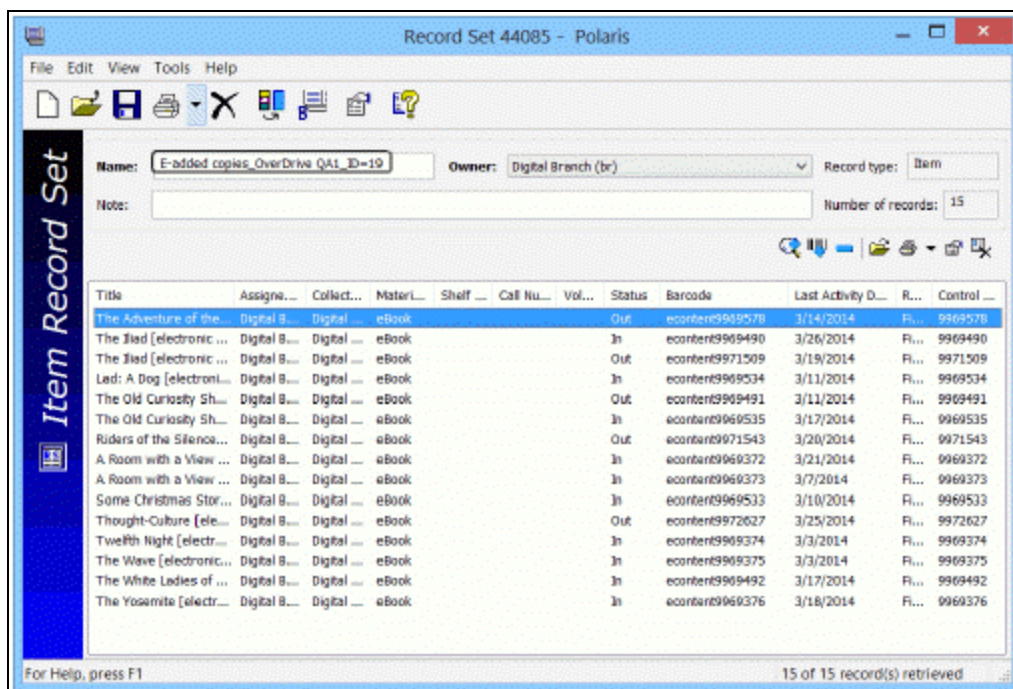 Record Set 44085 - Polaris
File Edit View Tools Help
Item Record Set
Name: E-added copies_OverDrive QA1_ID=19 Owner: Digital Branch (br) Record type: Item
Note: Number of records: 15
Title Assigne... Collect... Materi... Shelf ... Call Nu... Vol... Status Barcode Last Activity D... R... Control ...
The Adventure of the... Digital B... Digital ... eBook Out econtent9969578 3/14/2014 Fi... 9969578
The Iliad [electronic ... Digital B... Digital ... eBook In econtent9969490 3/26/2014 Fi... 9969490
The Iliad [electronic ... Digital B... Digital ... eBook Out econtent9971509 3/19/2014 Fi... 9971509
Lad: A Dog [electroni... Digital B... Digital ... eBook In econtent9969534 3/11/2014 Fi... 9969534
The Old Curiosity Sh... Digital B... Digital ... eBook Out econtent9969491 3/11/2014 Fi... 9969491
The Old Curiosity Sh... Digital B... Digital ... eBook In econtent9969535 3/17/2014 Fi... 9969535
Riders of the Silence... Digital B... Digital ... eBook Out econtent9971543 3/20/2014 Fi... 9971543
A Room with a View ... Digital B... Digital ... eBook In econtent9969372 3/21/2014 Fi... 9969372
A Room with a View ... Digital B... Digital ... eBook In econtent9969373 3/7/2014 Fi... 9969373
Some Christmas Stor... Digital B... Digital ... eBook In econtent9969533 3/10/2014 Fi... 9969533
Thought-Culture [ele... Digital B... Digital ... eBook Out econtent9972627 3/25/2014 Fi... 9972627
Twelfth Night [electr... Digital B... Digital ... eBook In econtent9969374 3/3/2014 Fi... 9969374
The Wave [electronic... Digital B... Digital ... eBook In econtent9969375 3/3/2014 Fi... 9969375
The White Ladies of ... Digital B... Digital ... eBook In econtent9969492 3/17/2014 Fi... 9969492
The Yosemite [electr... Digital B... Digital ... eBook In econtent9969376 3/18/2014 Fi... 9969376
For Help, press F1 15 of 15 record(s) retrieved